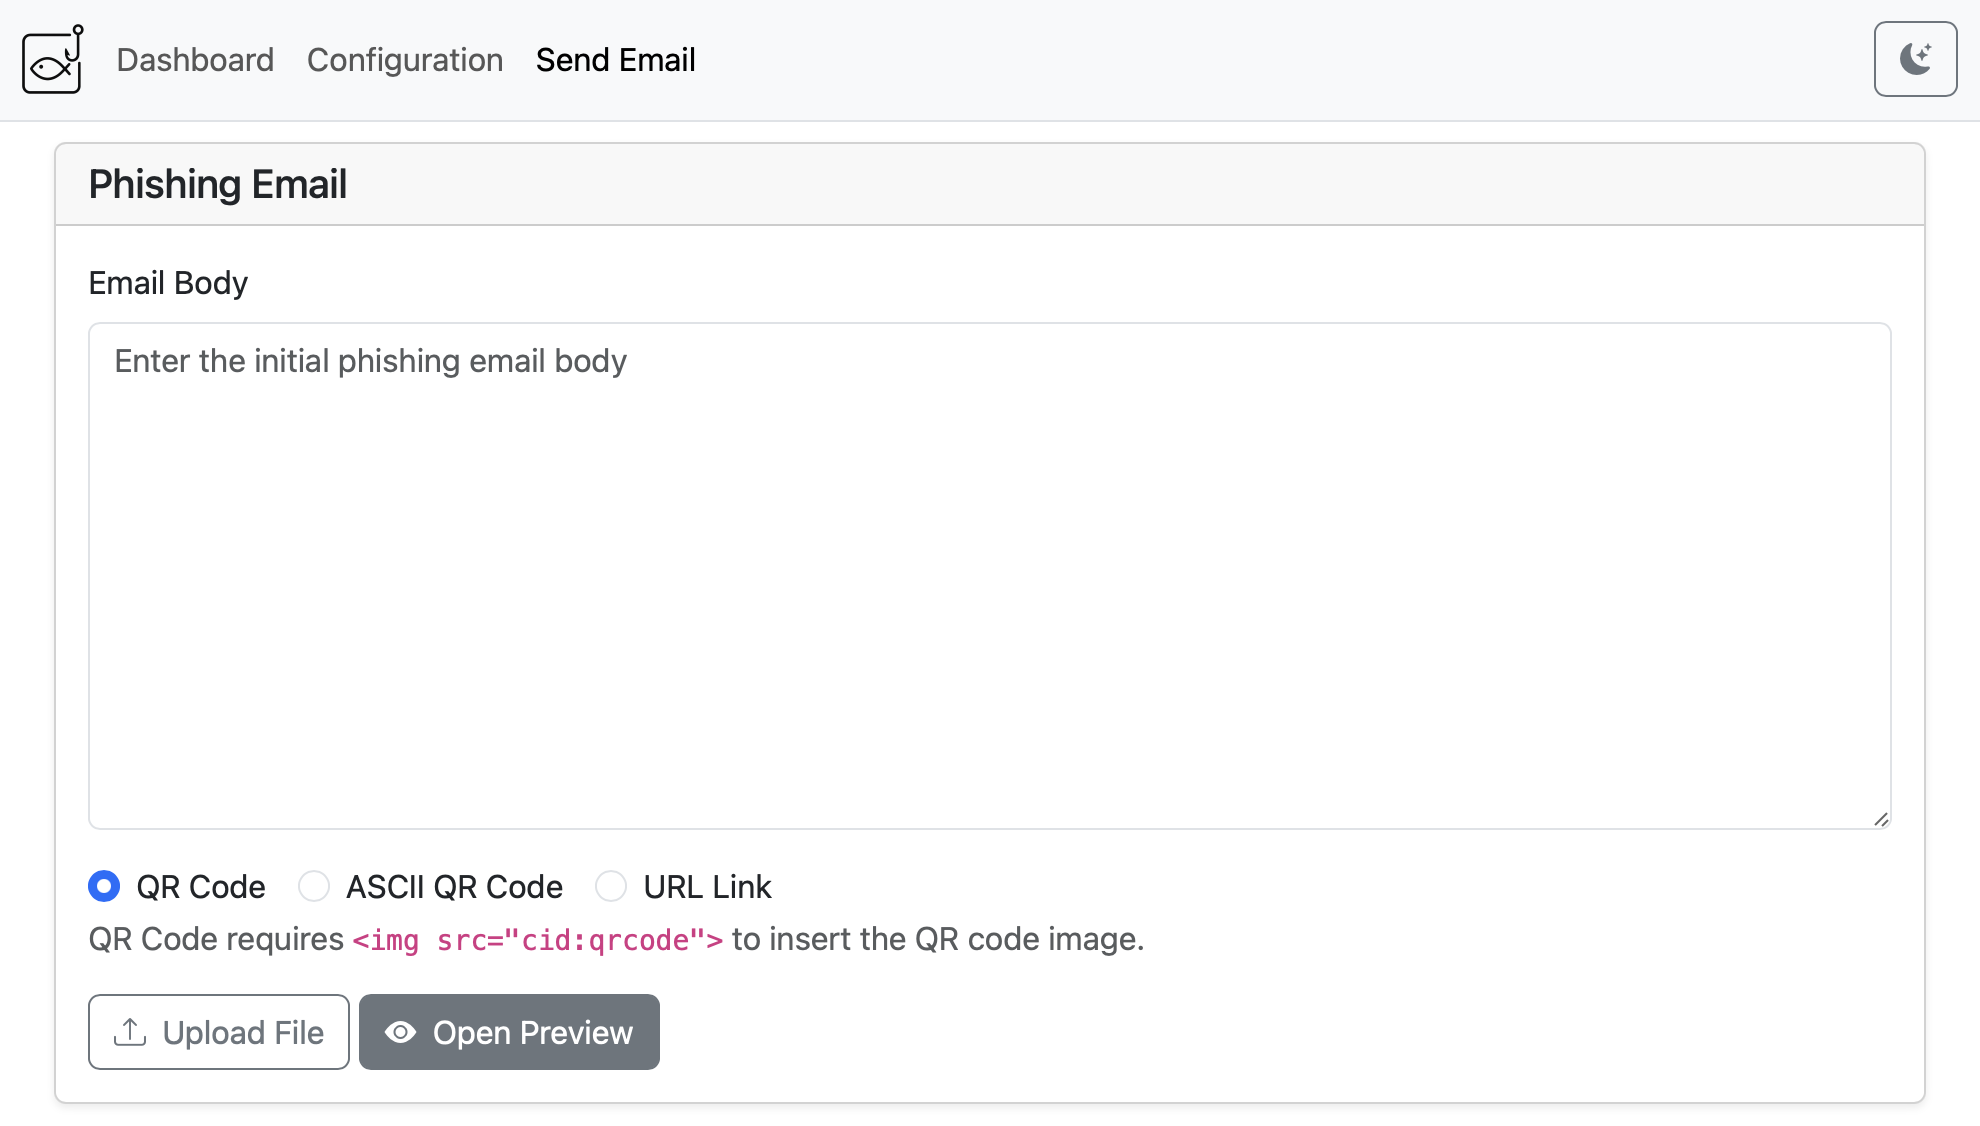 Dashboard Configuration Send Email
Phishing Email
Email Body
Enter the initial phishing email body
QR Code ASCII QR Code URL Link
QR Code requires <img src="cid:qrcode"> to insert the QR code image.
Upload File Open Preview